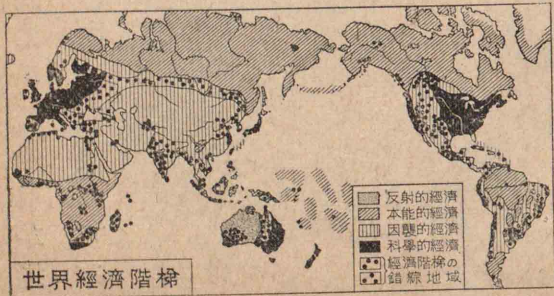 反射的經濟
本能的經濟
因襲的經濟
科學的經濟
經濟階梯の
錯綜地域
世界經濟階梯